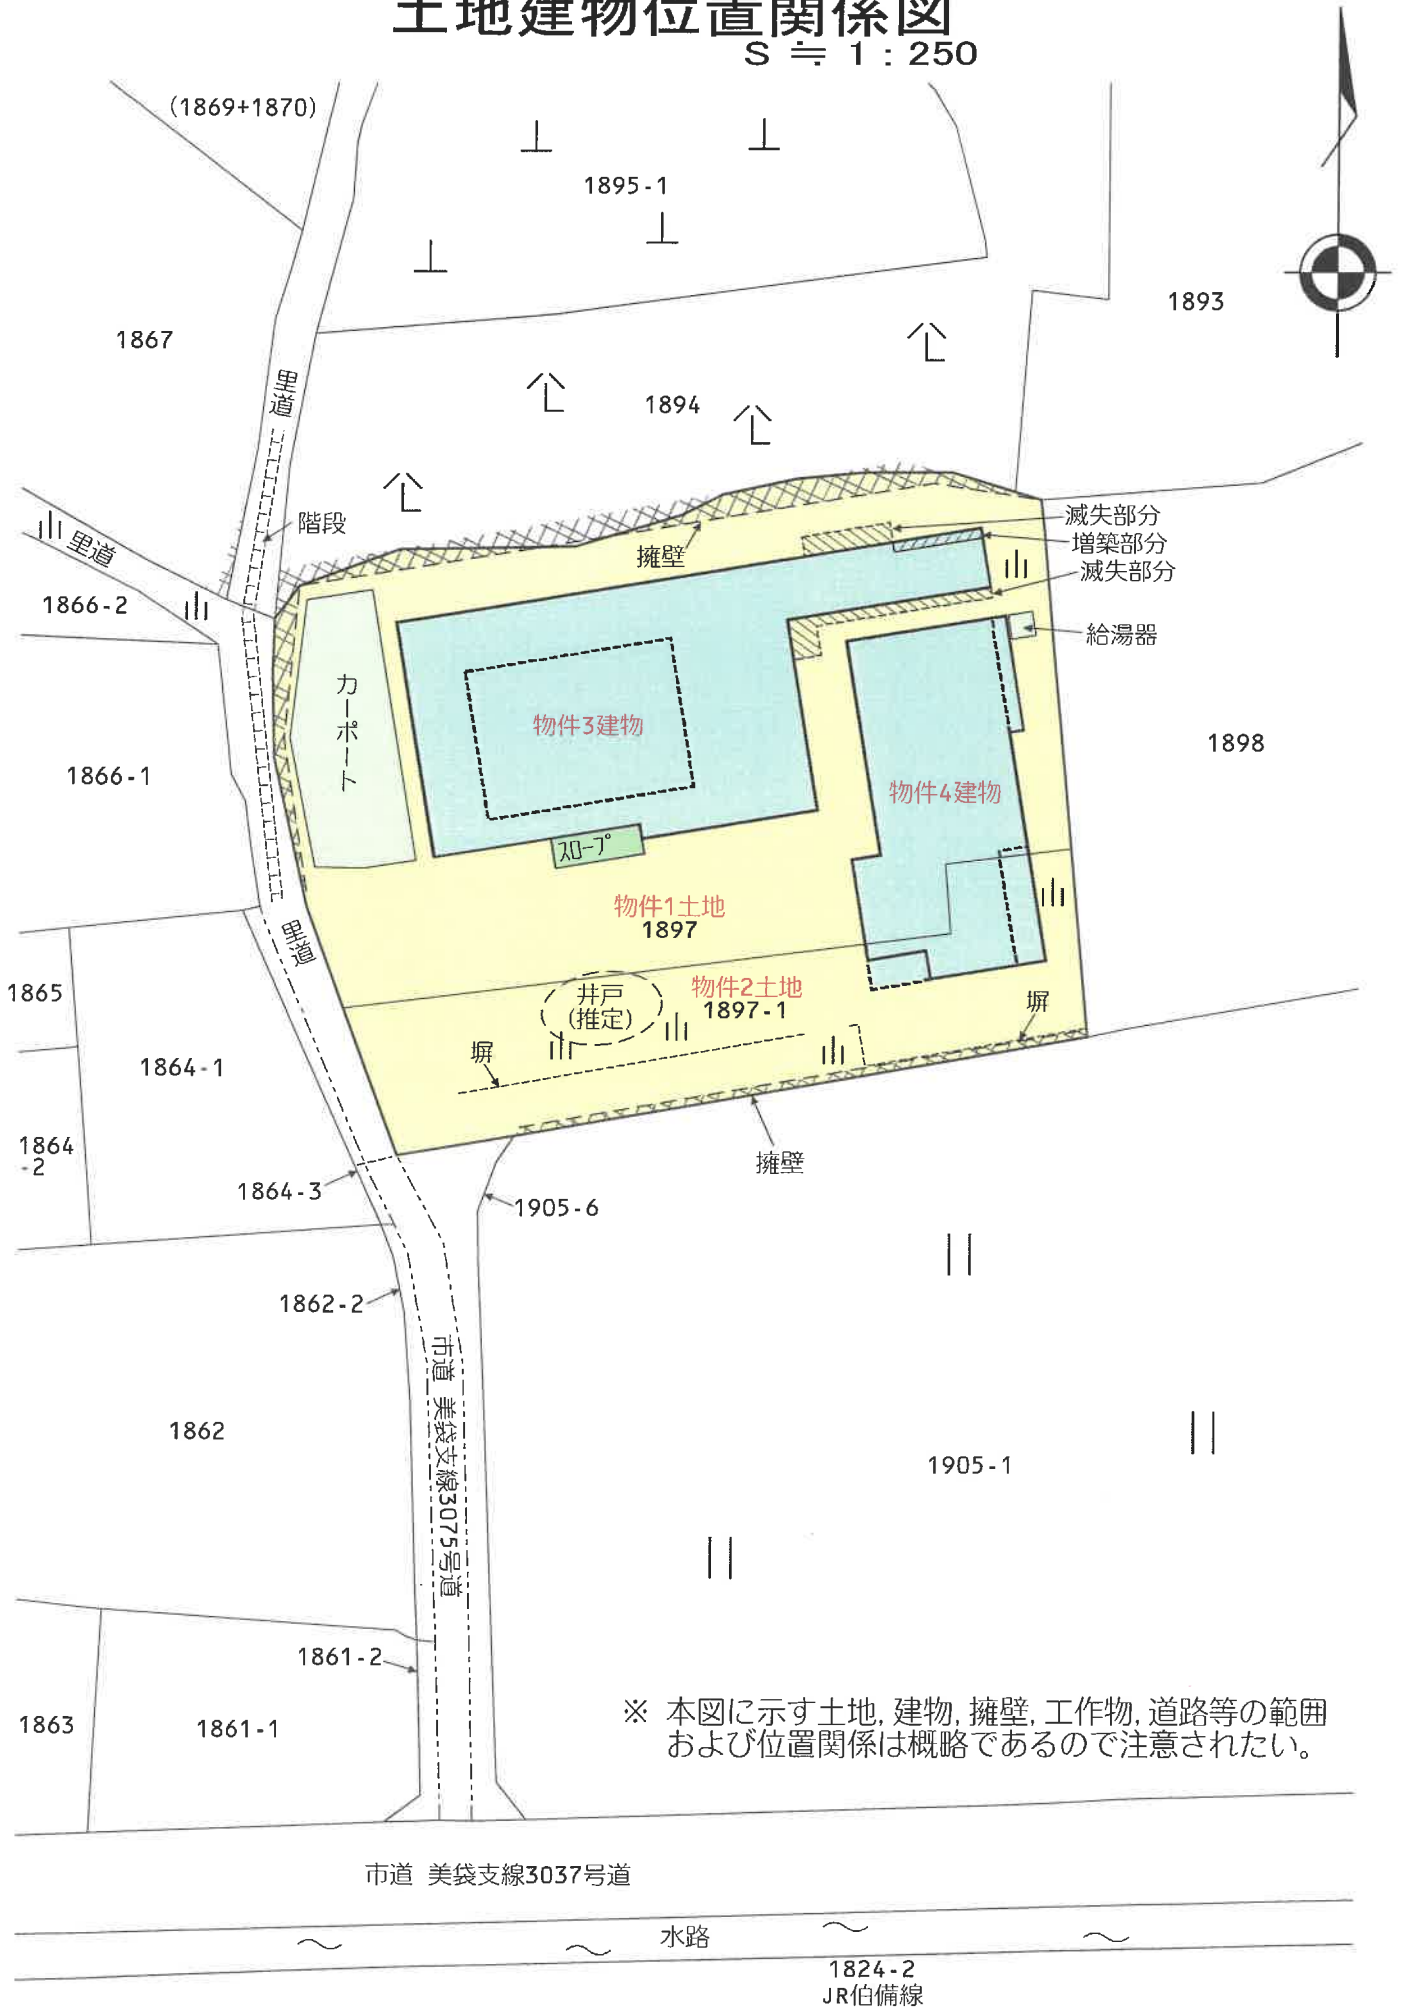 土地建物位置関係図
S ≒ 1 : 250
(1869+1870)
1895-1
1893
1867
里道
1894
階段
滅失部分
増築部分
滅失部分
擁壁
里道
1866-2
給湯器
カーポート
物件3建物
1898
1866-1
物件4建物
スロープ
物件1土地
1897
里道
1865
井戸
(推定)
物件2土地
1897-1
塀
塀
1864-1
1864
-2
擁壁
1864-3
1905-6
1862-2
市道 美袋支線3075号道
1862
1905-1
1861-2
1863
1861-1
※ 本図に示す土地, 建物, 擁壁, 工作物, 道路等の範囲
および位置関係は概略であるので注意されたい。
市道 美袋支線3037号道
水路
1824-2
JR伯備線